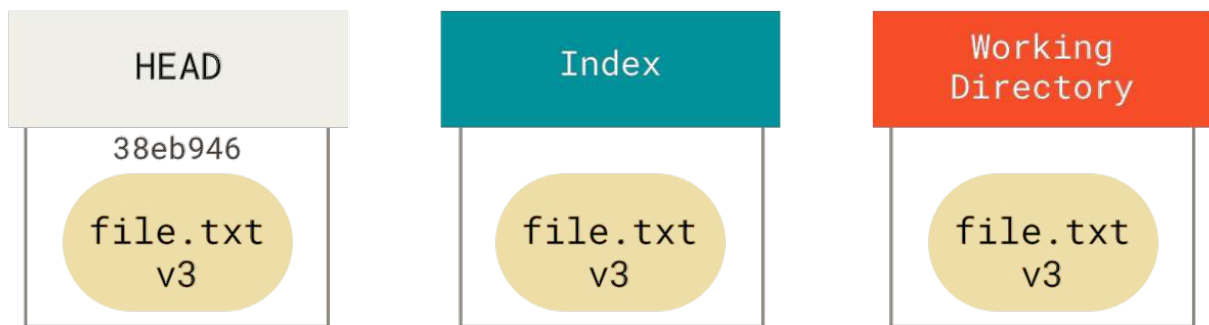 HEAD
Index
Working
Directory
38eb946
file.txt
v3
file.txt
v3
file.txt
v3